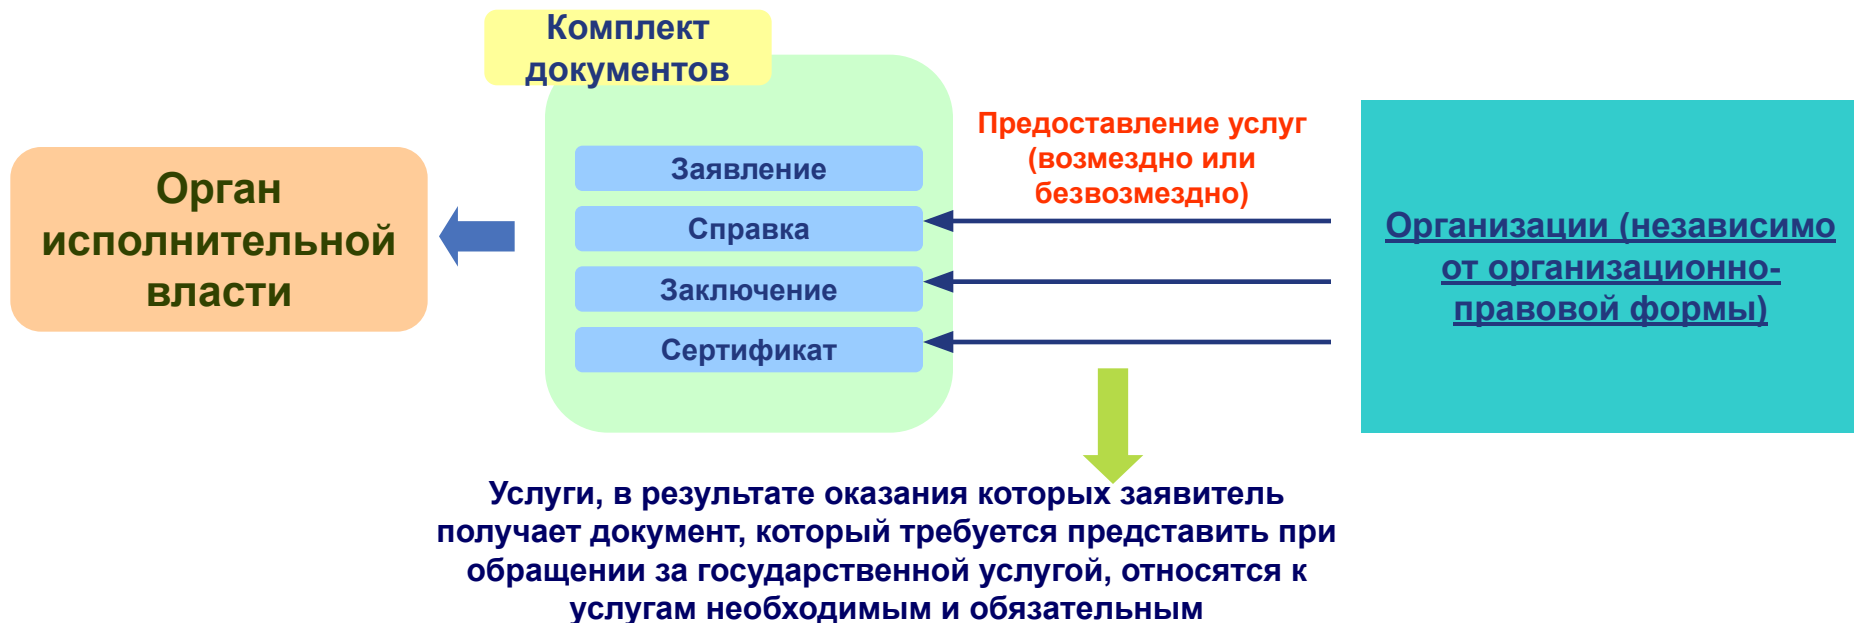 Комплект
документов
Орган
исполнительной
власти
Заявление
Справка
Заключение
Сертификат
Предоставление услуг
(возмездно или
безвозмездно)
Организации (независимо
от организационно-
правовой формы)
Услуги, в результате оказания которых заявитель
получает документ, который требуется представить при
обращении за государственной услугой, относятся к
услугам необходимым и обязательным